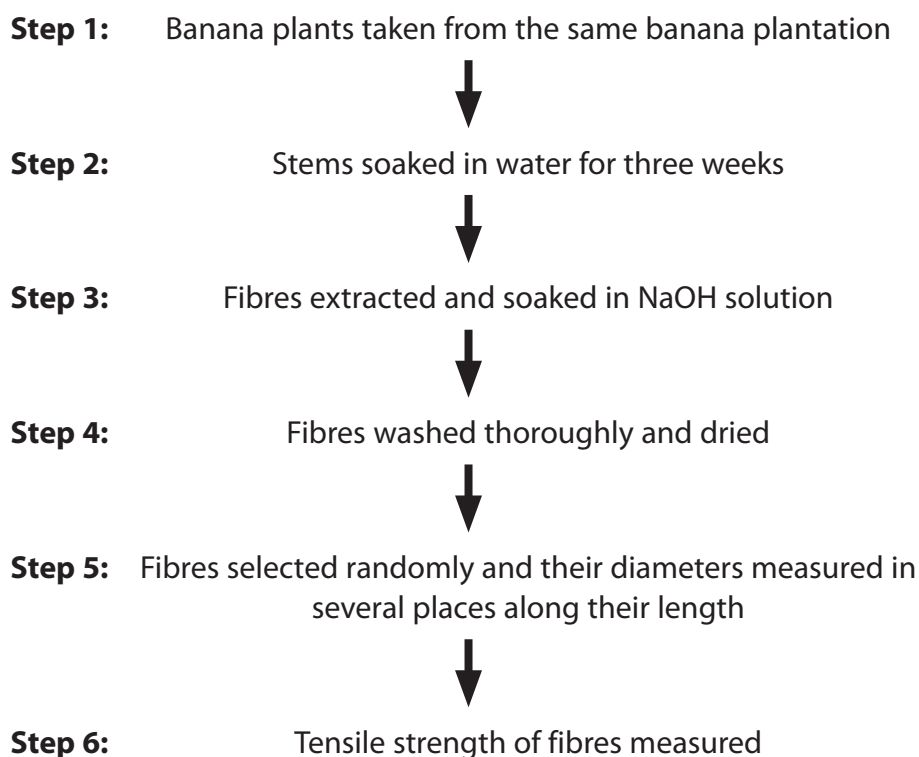 Step 1: Banana plants taken from the same banana plantation
Step 2: Stems soaked in water for three weeks
Step 3: Fibres extracted and soaked in NaOH solution
Step 4: Fibres washed thoroughly and dried
Step 5: Fibres selected randomly and their diameters measured in
several places along their length
Step 6: Tensile strength of fibres measured